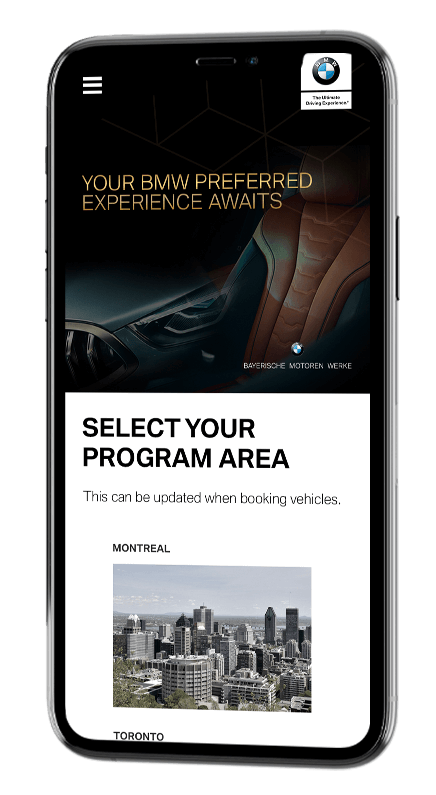 BMW
The Ultimate
Driving Experience.®
YOUR BMW PREFERRED
EXPERIENCE AWAITS
BAYERISCHE MOTOREN WERKE
SELECT YOUR
PROGRAM AREA
This can be updated when booking vehicles.
MONTREAL
TORONTO